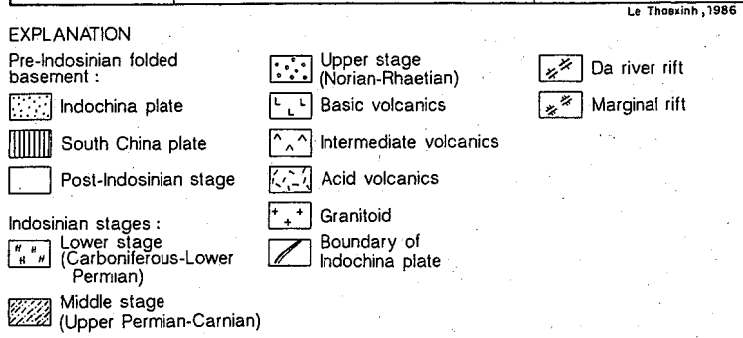 Le Thaexinh, 1986
EXPLANATION
Pre-Indosinian folded
basement :
Indochina plate
South China plate
Post-Indosinian stage
Indosinian stages :
Lower stage
(Carboniferous-Lower
Permian)
Middle stage
(Upper Permian-Carnian)
Upper stage
(Norian-Rhaetian)
Basic volcanics
Intermediate volcanics
Acid volcanics
Granitoid
Boundary of
Indochina plate
Da river rift
Marginal rift